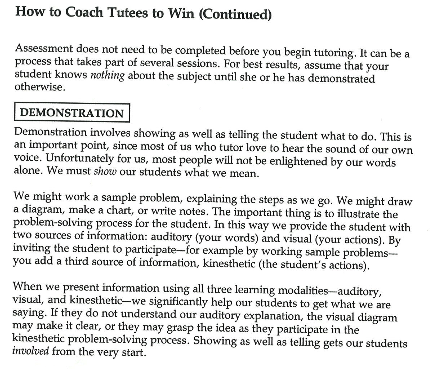 How to Coach Tutees to Win (Continued)
Assessment does not need to be completed before you begin tutoring. It can be a
process that takes part of several sessions. For best results, assume that your
student knows nothing about the subject until she or he has demonstrated
otherwise.
DEMONSTRATION
Demonstration involves showing as well as telling the student what to do. This is
an important point, since most of us who tutor love to hear the sound of our own
voice. Unfortunately for us, most people will not be enlightened by our words
alone. We must show our students what we mean.
We might work a sample problem, explaining the steps as we go. We might draw
a diagram, make a chart, or write notes. The important thing is to illustrate the
problem-solving process for the student. In this way we provide the student with
two sources of information: auditory (your words) and visual (your actions). By
inviting the student to participate—for example by working sample problems—
you add a third source of information, kinesthetic (the student's actions).
When we present information using all three learning modalities—auditory,
visual, and kinesthetic—we significantly help our students to get what we are
saying. If they do not understand our auditory explanation, the visual diagram
may make it clear, or they may grasp the idea as they participate in the
kinesthetic problem-solving process. Showing as well as telling gets our students
involved from the very start.